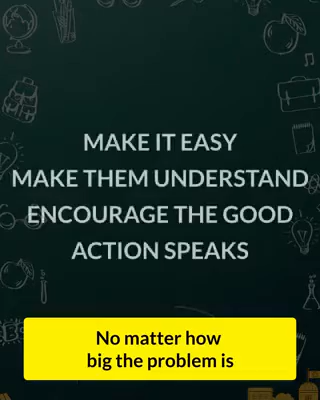 MAKE IT EASY
MAKE THEM UNDERSTAND
ENCOURAGE THE GOOD
ACTION SPEAKS
No matter how
big the problem is